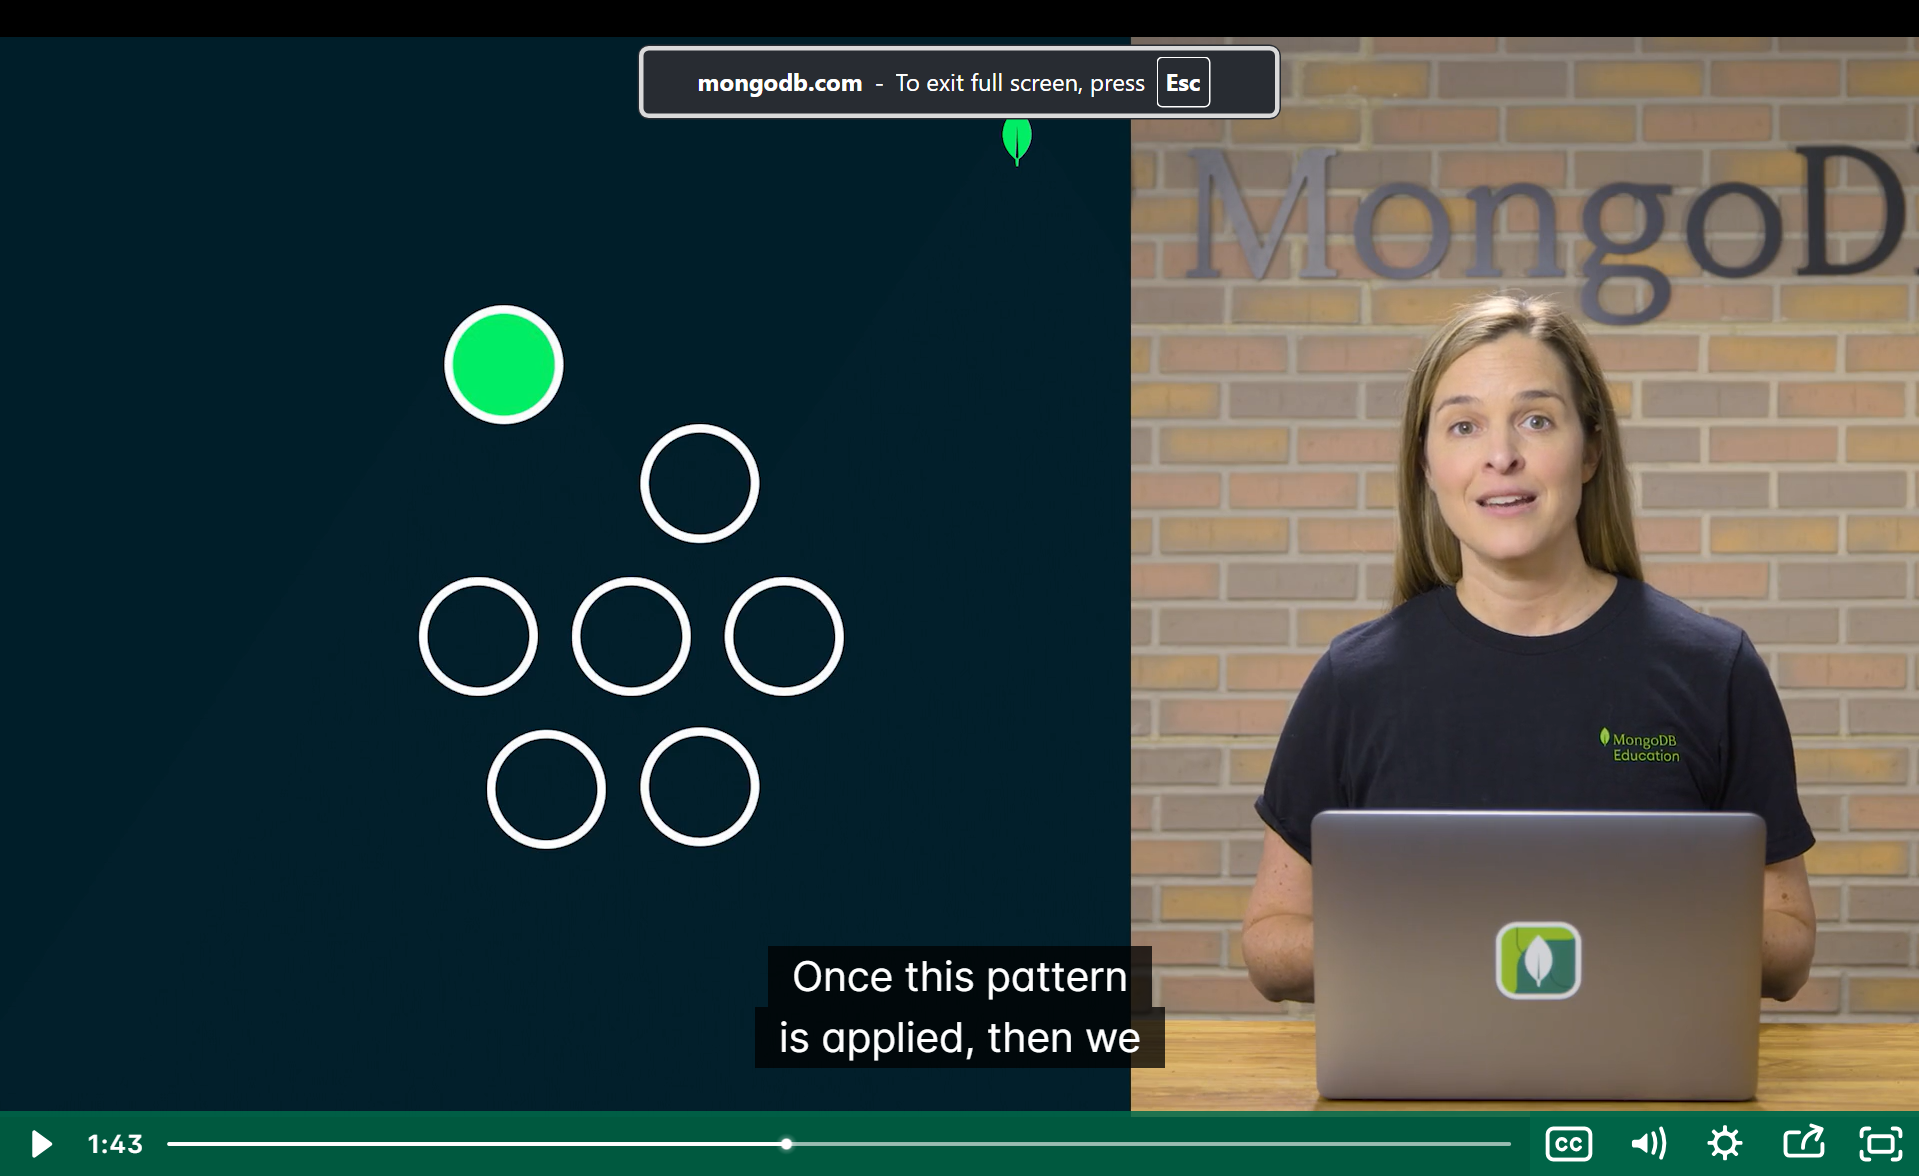 mongodb.com - To exit full screen, press Esc
MongoD
MongoDB
Education
Once this pattern
is applied, then we
1:43
CC